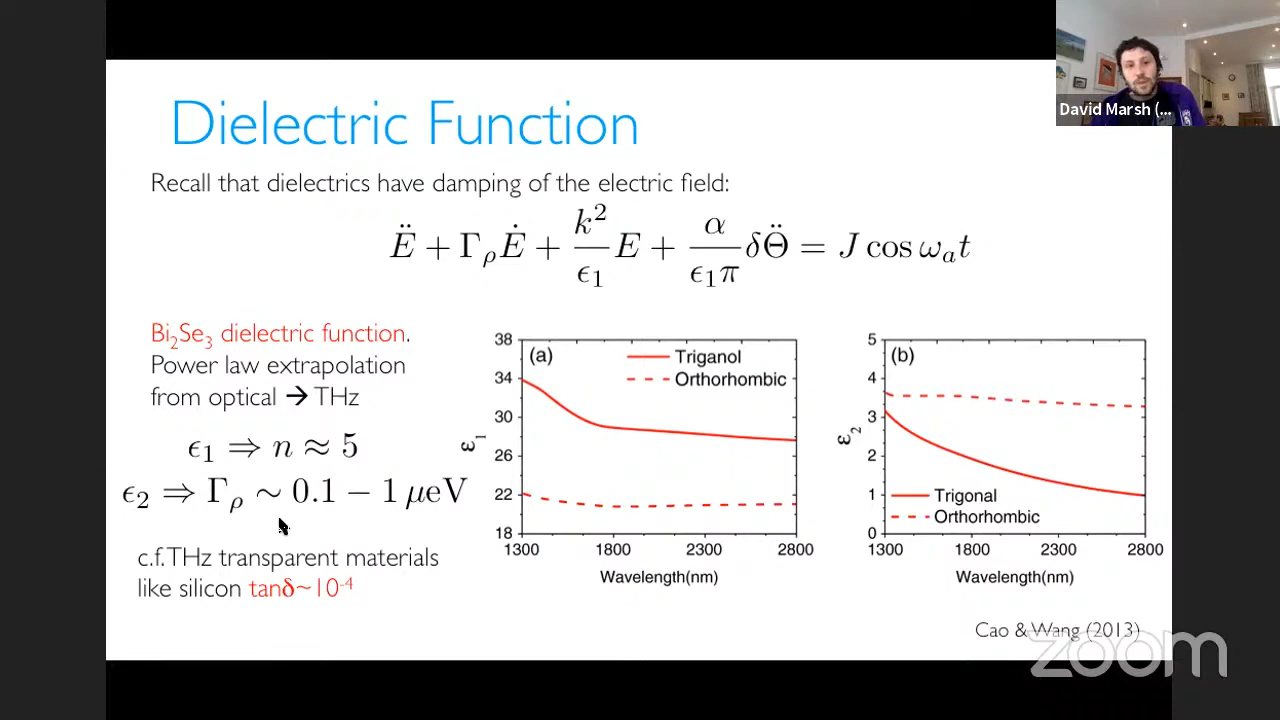 David Marsh (...
Dielectric Function
Recall that dielectrics have damping of the electric field:
Ë + Γρ Ė + k²/ϵ₁ E + α/ϵ₁π δΘ̈ = J cos ωₐt
Bi₂Se₃ dielectric function.
Power law extrapolation
from optical → THz
ϵ₁ ⇒ n ≈ 5
ϵ₂ ⇒ Γρ ∼ 0.1 − 1 μeV
c.f. THz transparent materials
like silicon tanδ~10⁻⁴
(a)
Triganol
Orthorhombic
ε₁
38
34
30
26
22
18
1300 1800 2300 2800
Wavelength(nm)
(b)
Trigonal
Orthorhombic
ε₂
5
4
3
2
1
0
1300 1800 2300 2800
Wavelength(nm)
Cao & Wang (2013)
zoom